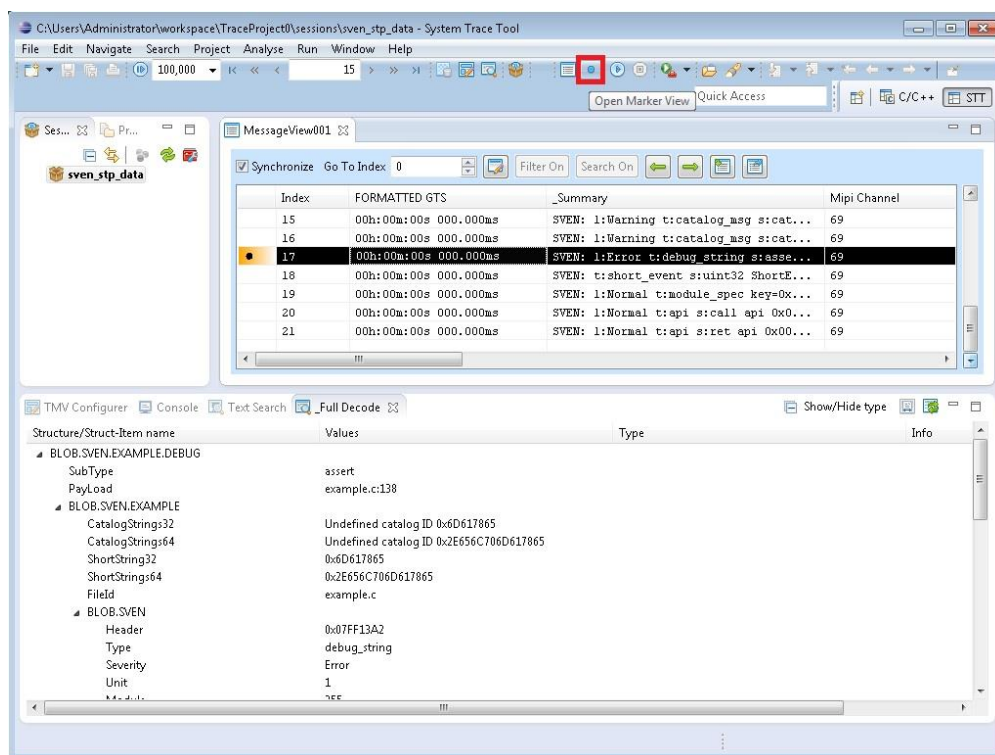 C:\Users\Administrator\workspace\TraceProject0\sessions\sven_stp_data - System Trace Tool
File Edit Navigate Search Project Analyse Run Window Help
100,000 15
Open Marker View Quick Access C/C++ STT
Ses... Pr... MessageView001
Synchronize Go To Index 0 Filter On Search On
sven_stp_data
Index FORMATTED GTS _Summary Mipi Channel
15 00h:00m:00s 000.000ms SVEN: l:Warning t:catalog_msg s:cat... 69
16 00h:00m:00s 000.000ms SVEN: l:Warning t:catalog_msg s:cat... 69
17 00h:00m:00s 000.000ms SVEN: l:Error t:debug_string s:asse... 69
18 00h:00m:00s 000.000ms SVEN: t:short_event s:uint32 ShortE... 69
19 00h:00m:00s 000.000ms SVEN: l:Normal t:module_spec key=0x... 69
20 00h:00m:00s 000.000ms SVEN: l:Normal t:api s:call api 0x0... 69
21 00h:00m:00s 000.000ms SVEN: l:Normal t:api s:ret api 0x00... 69
TMV Configurer Console Text Search _Full Decode Show/Hide type
Structure/Struct-Item name Values Type Info
BLOB.SVEN.EXAMPLE.DEBUG
SubType assert
PayLoad example.c:138
BLOB.SVEN.EXAMPLE
CatalogStrings32 Undefined catalog ID 0x6D617865
CatalogStrings64 Undefined catalog ID 0x2E656C706D617865
ShortString32 0x6D617865
ShortStrings64 0x2E656C706D617865
FileId example.c
BLOB.SVEN
Header 0x07FF13A2
Type debug_string
Severity Error
Unit 1
Module 255